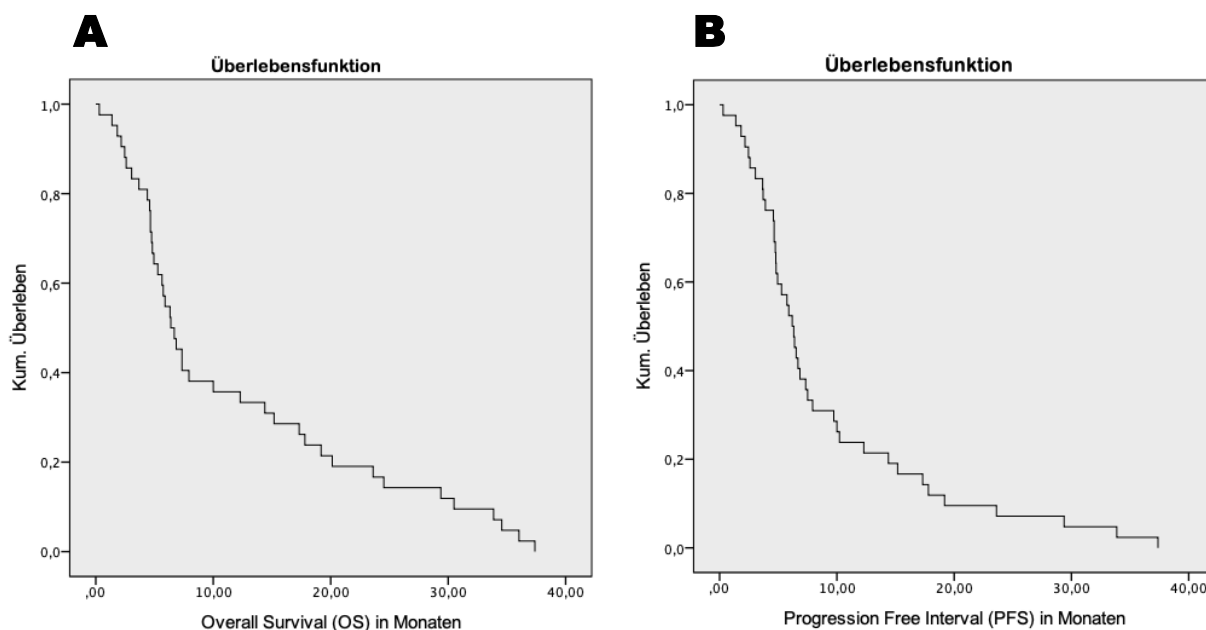 A
Überlebensfunktion
Kum. Überleben
1,0
0,8
0,6
0,4
0,2
0,0
,00
10,00
20,00
30,00
40,00
Overall Survival (OS) in Monaten
B
Überlebensfunktion
Kum. Überleben
1,0
0,8
0,6
0,4
0,2
0,0
,00
10,00
20,00
30,00
40,00
Progression Free Interval (PFS) in Monaten